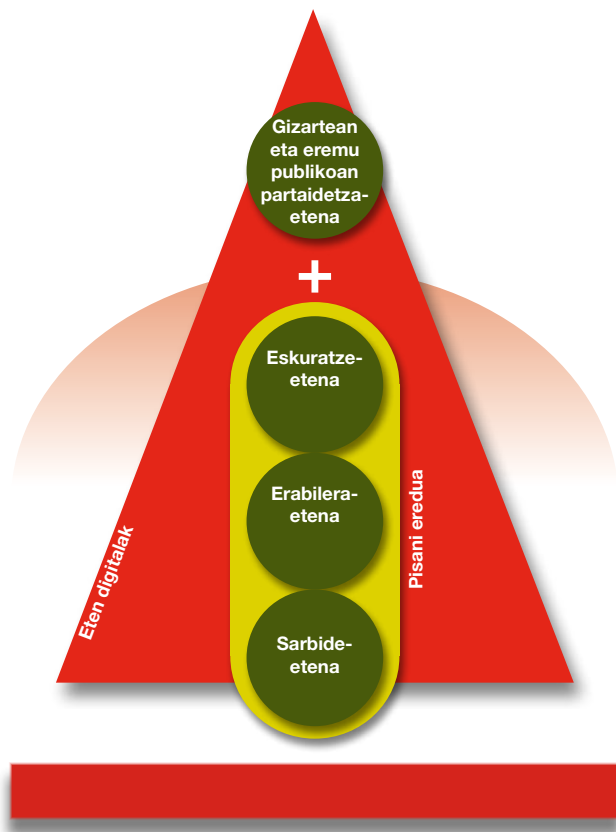 Gizartean
eta eremu
publikoan
partaidetza-
etena
+
Eskuratze-
etena
Erabilera-
etena
Sarbide-
etena
Pisani eredua
Eten digitalak